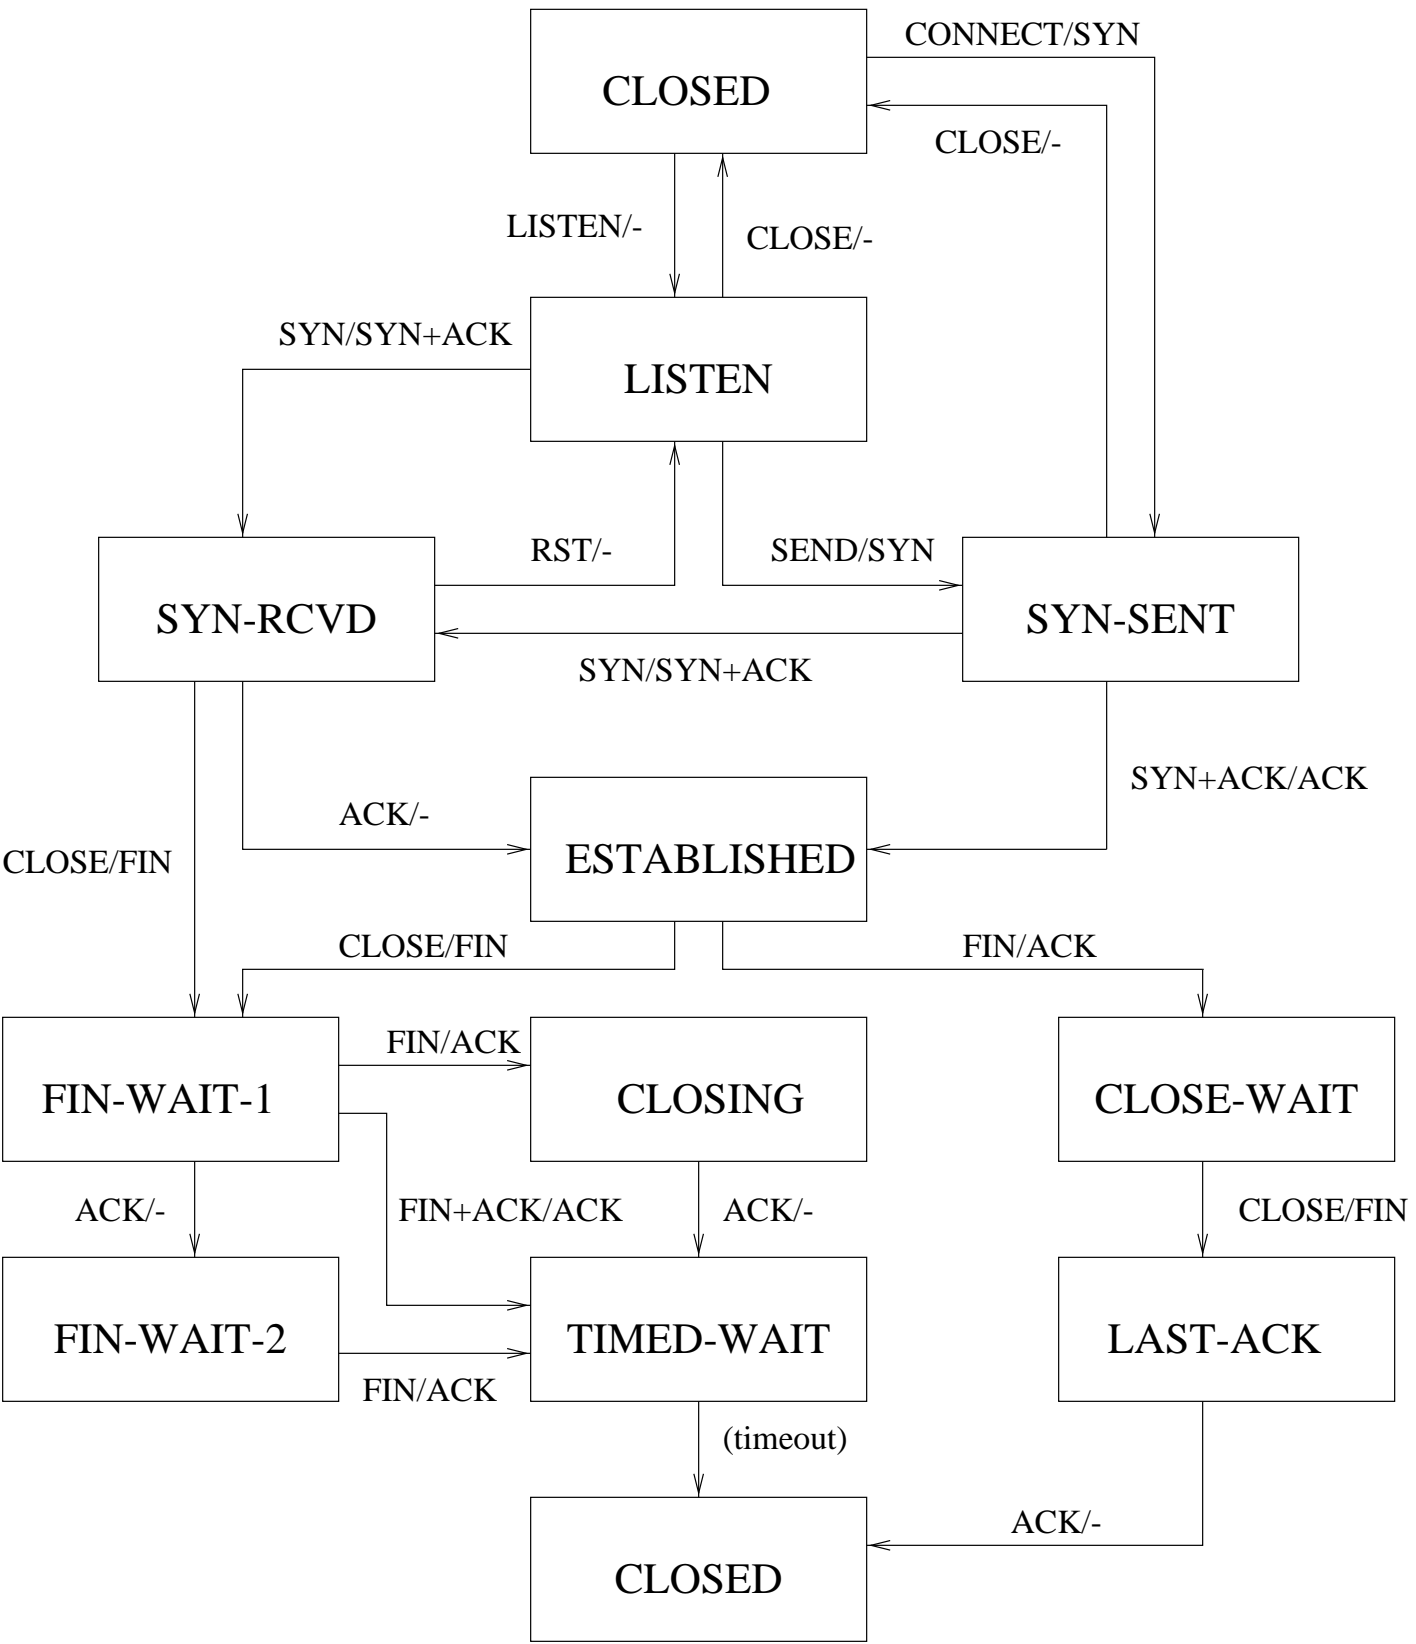 CONNECT/SYN
CLOSED
CLOSE/-
LISTEN/-
CLOSE/-
SYN/SYN+ACK
LISTEN
RST/-
SEND/SYN
SYN-RCVD
SYN-SENT
SYN/SYN+ACK
SYN+ACK/ACK
ACK/-
CLOSE/FIN
ESTABLISHED
CLOSE/FIN
FIN/ACK
FIN/ACK
FIN-WAIT-1
CLOSING
CLOSE-WAIT
ACK/-
FIN+ACK/ACK
ACK/-
CLOSE/FIN
FIN-WAIT-2
TIMED-WAIT
LAST-ACK
FIN/ACK
(timeout)
ACK/-
CLOSED